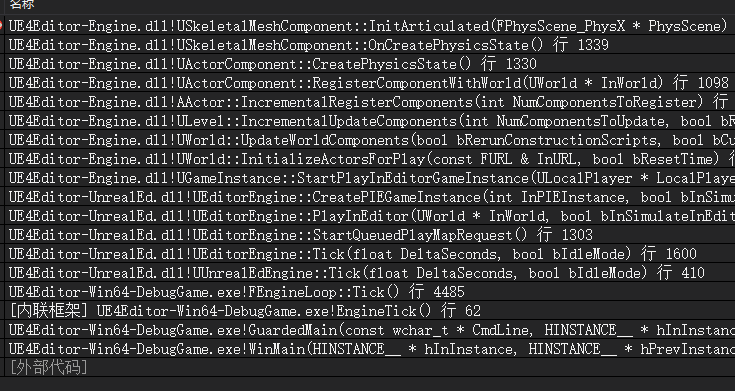 名称
UE4Editor-Engine.dll!USkeletalMeshComponent::InitArticulated(FPhysScene_PhysX * PhysScene)
UE4Editor-Engine.dll!USkeletalMeshComponent::OnCreatePhysicsState() 行 1339
UE4Editor-Engine.dll!UActorComponent::CreatePhysicsState() 行 1330
UE4Editor-Engine.dll!UActorComponent::RegisterComponentWithWorld(UWorld * InWorld) 行 1098
UE4Editor-Engine.dll!AActor::IncrementalRegisterComponents(int NumComponentsToRegister) 行
UE4Editor-Engine.dll!ULevel::IncrementalUpdateComponents(int NumComponentsToUpdate, bool bR
UE4Editor-Engine.dll!UWorld::UpdateWorldComponents(bool bRerunConstructionScripts, bool bCu
UE4Editor-Engine.dll!UWorld::InitializeActorsForPlay(const FURL & InURL, bool bResetTime) 行
UE4Editor-Engine.dll!UGameInstance::StartPlayInEditorGameInstance(ULocalPlayer * LocalPlaye
UE4Editor-UnrealEd.dll!UEditorEngine::CreatePIEGameInstance(int InPIEInstance, bool bInSimu
UE4Editor-UnrealEd.dll!UEditorEngine::PlayInEditor(UWorld * InWorld, bool bInSimulateInEdit
UE4Editor-UnrealEd.dll!UEditorEngine::StartQueuedPlayMapRequest() 行 1303
UE4Editor-UnrealEd.dll!UEditorEngine::Tick(float DeltaSeconds, bool bIdleMode) 行 1600
UE4Editor-UnrealEd.dll!UUnrealEdEngine::Tick(float DeltaSeconds, bool bIdleMode) 行 410
UE4Editor-Win64-DebugGame.exe!FEngineLoop::Tick() 行 4485
[内联框架] UE4Editor-Win64-DebugGame.exe!EngineTick() 行 62
UE4Editor-Win64-DebugGame.exe!GuardedMain(const wchar_t * CmdLine, HINSTANCE__ * hInInstanc
UE4Editor-Win64-DebugGame.exe!WinMain(HINSTANCE__ * hInInstance, HINSTANCE__ * hPrevInstanc
[外部代码]